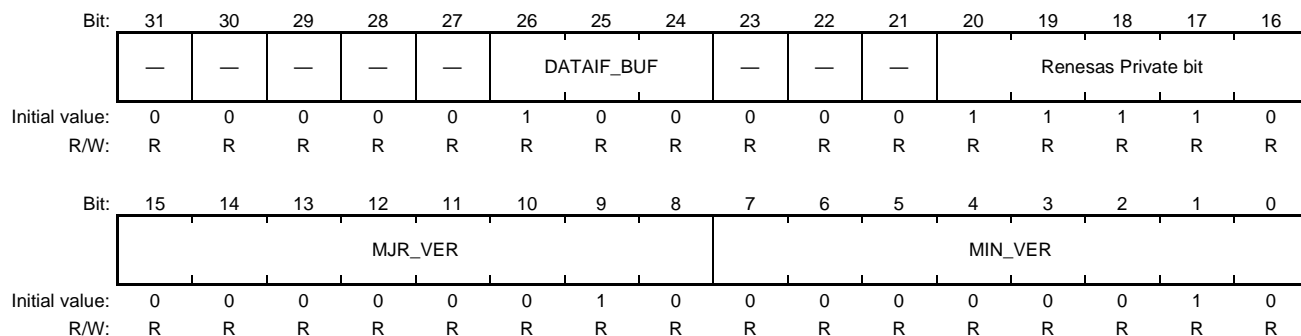 Bit: 31 30 29 28 27 26 25 24 23 22 21 20 19 18 17 16
— — — — — DATAIF_BUF — — — Renesas Private bit
Initial value: 0 0 0 0 0 1 0 0 0 0 0 1 1 1 1 0
R/W: R R R R R R R R R R R R R R R R
Bit: 15 14 13 12 11 10 9 8 7 6 5 4 3 2 1 0
MJR_VER MIN_VER
Initial value: 0 0 0 0 0 0 1 0 0 0 0 0 0 0 1 0
R/W: R R R R R R R R R R R R R R R R